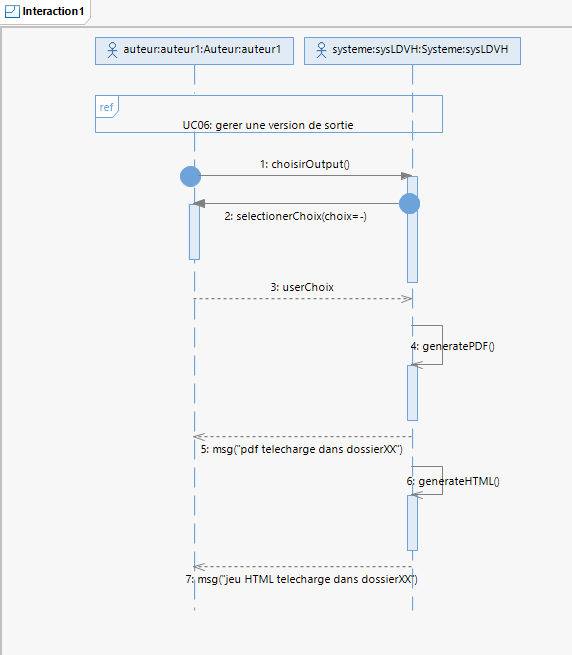 Interaction1
auteur:auteur1:Auteur:auteur1
systeme:sysLDVH:Systeme:sysLDVH
ref
UC06: gerer une version de sortie
1: choisirOutput()
2: selectionerChoix(choix=-)
3: userChoix
4: generatePDF()
5: msg("pdf telecharge dans dossierXX")
6: generateHTML()
7: msg("jeu HTML telecharge dans dossierXX")